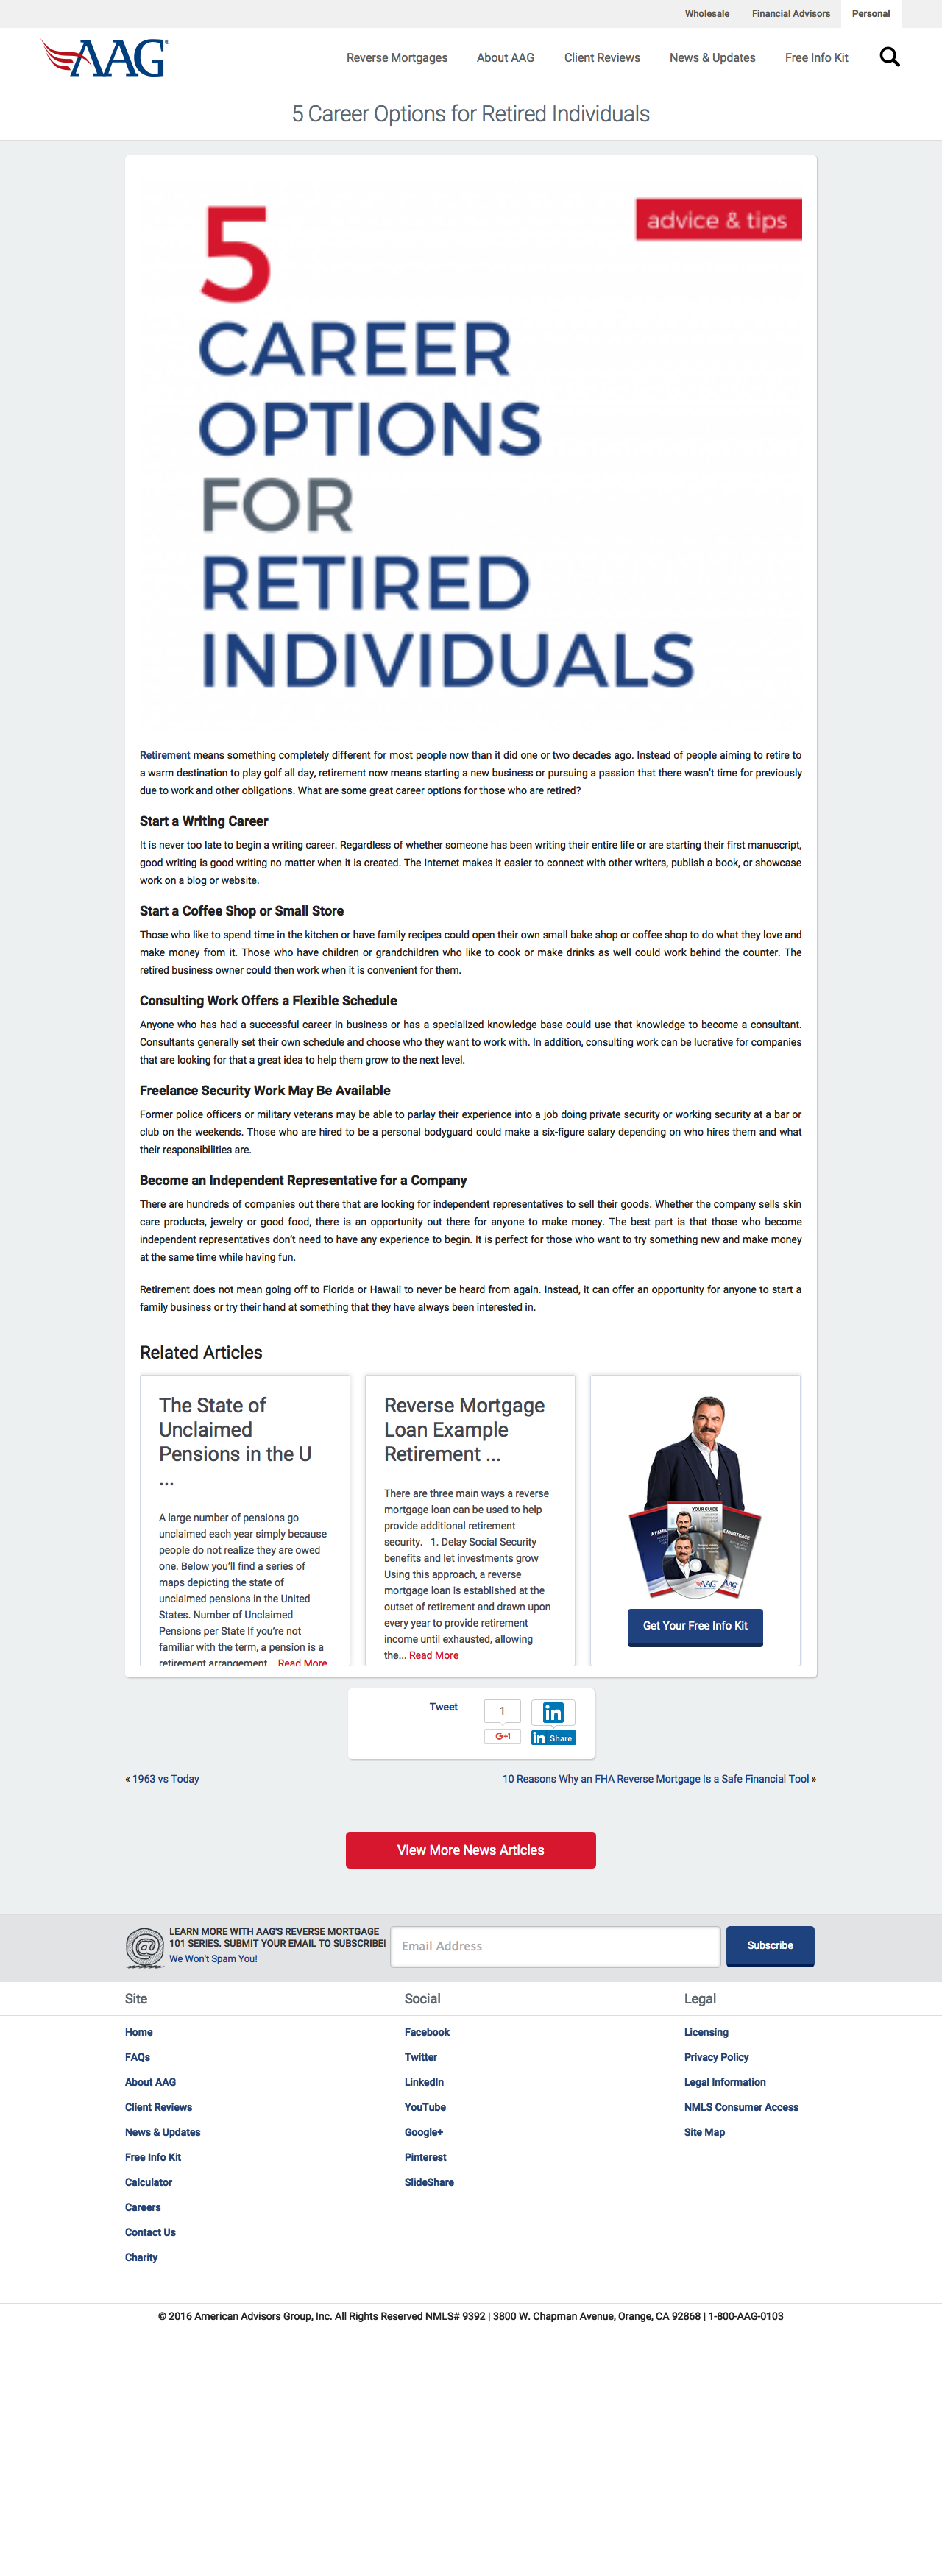 Wholesale Financial Advisors Personal
AAG®
Reverse Mortgages About AAG Client Reviews News & Updates Free Info Kit
5 Career Options for Retired Individuals
advice & tips
5
CAREER
OPTIONS
FOR
RETIRED
INDIVIDUALS
Retirement means something completely different for most people now than it did one or two decades ago. Instead of people aiming to retire to
a warm destination to play golf all day, retirement now means starting a new business or pursuing a passion that there wasn't time for previously
due to work and other obligations. What are some great career options for those who are retired?
Start a Writing Career
It is never too late to begin a writing career. Regardless of whether someone has been writing their entire life or are starting their first manuscript,
good writing is good writing no matter when it is created. The Internet makes it easier to connect with other writers, publish a book, or showcase
work on a blog or website.
Start a Coffee Shop or Small Store
Those who like to spend time in the kitchen or have family recipes could open their own small bake shop or coffee shop to do what they love and
make money from it. Those who have children or grandchildren who like to cook or make drinks as well could work behind the counter. The
retired business owner could then work when it is convenient for them.
Consulting Work Offers a Flexible Schedule
Anyone who has had a successful career in business or has a specialized knowledge base could use that knowledge to become a consultant.
Consultants generally set their own schedule and choose who they want to work with. In addition, consulting work can be lucrative for companies
that are looking for that a great idea to help them grow to the next level.
Freelance Security Work May Be Available
Former police officers or military veterans may be able to parlay their experience into a job doing private security or working security at a bar or
club on the weekends. Those who are hired to be a personal bodyguard could make a six-figure salary depending on who hires them and what
their responsibilities are.
Become an Independent Representative for a Company
There are hundreds of companies out there that are looking for independent representatives to sell their goods. Whether the company sells skin
care products, jewelry or good food, there is an opportunity out there for anyone to make money. The best part is that those who become
independent representatives don't need to have any experience to begin. It is perfect for those who want to try something new and make money
at the same time while having fun.
Retirement does not mean going off to Florida or Hawaii to never be heard from again. Instead, it can offer an opportunity for anyone to start a
family business or try their hand at something that they have always been interested in.
Related Articles
The State of
Unclaimed
Pensions in the U
...
A large number of pensions go
unclaimed each year simply because
people do not realize they are owed
one. Below you'll find a series of
maps depicting the state of
unclaimed pensions in the United
States. Number of Unclaimed
Pensions per State If you're not
familiar with the term, a pension is a
retirement arrangement... Read More
Reverse Mortgage
Loan Example
Retirement ...
There are three main ways a reverse
mortgage loan can be used to help
provide additional retirement
security. 1. Delay Social Security
benefits and let investments grow
Using this approach, a reverse
mortgage loan is established at the
outset of retirement and drawn upon
every year to provide retirement
income until exhausted, allowing
the... Read More
YOUR GUIDE
AAG
Get Your Free Info Kit
Tweet
1
G+1
in
in Share
« 1963 vs Today
10 Reasons Why an FHA Reverse Mortgage Is a Safe Financial Tool »
View More News Articles
@
LEARN MORE WITH AAG'S REVERSE MORTGAGE
101 SERIES. SUBMIT YOUR EMAIL TO SUBSCRIBE!
We Won't Spam You!
Email Address
Subscribe
Site
Home
FAQs
About AAG
Client Reviews
News & Updates
Free Info Kit
Calculator
Careers
Contact Us
Charity
Social
Facebook
Twitter
LinkedIn
YouTube
Google+
Pinterest
SlideShare
Legal
Licensing
Privacy Policy
Legal Information
NMLS Consumer Access
Site Map
© 2016 American Advisors Group, Inc. All Rights Reserved NMLS# 9392 | 3800 W. Chapman Avenue, Orange, CA 92868 | 1-800-AAG-0103